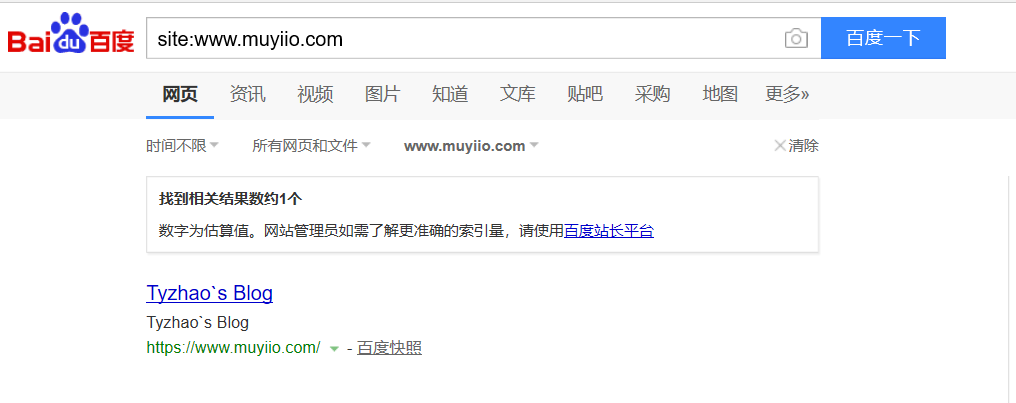 Bai du 百度 site:www.muyiio.com 百度一下
网页 资讯 视频 图片 知道 文库 贴吧 采购 地图 更多»
时间不限 所有网页和文件 www.muyiio.com 清除
找到相关结果数约1个
数字为估算值。网站管理员如需了解更准确的索引量，请使用百度站长平台
Tyzhao`s Blog
Tyzhao`s Blog
https://www.muyiio.com/ - 百度快照